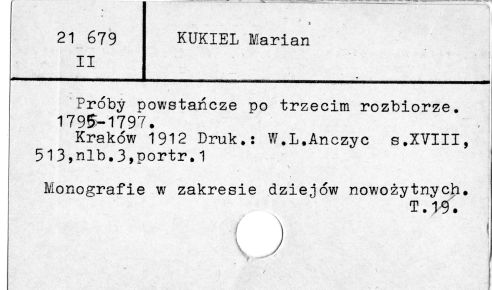 21 679
II
KUKIEL Marian
Próby powstańcze po trzecim rozbiorze.
1795-1797.
Kraków 1912 Druk.: W.L.Anczyc s.XVIII,
513,nlb.3,portr.1
Monografie w zakresie dziejów nowożytnych.
T.19.